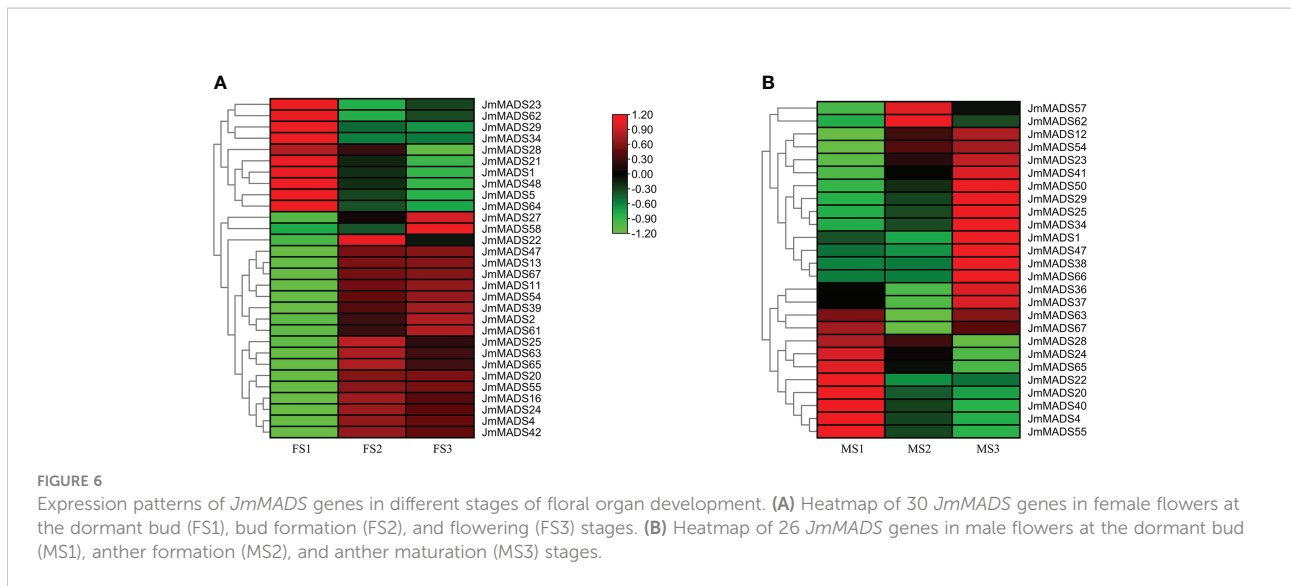 A
JmMADS23
JmMADS62
JmMADS29
JmMADS34
JmMADS28
JmMADS21
JmMADS1
JmMADS48
JmMADS5
JmMADS64
JmMADS27
JmMADS58
JmMADS22
JmMADS47
JmMADS13
JmMADS67
JmMADS11
JmMADS54
JmMADS39
JmMADS2
JmMADS61
JmMADS25
JmMADS63
JmMADS65
JmMADS20
JmMADS55
JmMADS16
JmMADS24
JmMADS4
JmMADS42
FS1 FS2 FS3
1.20
0.90
0.60
0.30
0.00
-0.30
-0.60
-0.90
-1.20
B
JmMADS57
JmMADS62
JmMADS12
JmMADS54
JmMADS23
JmMADS41
JmMADS50
JmMADS29
JmMADS25
JmMADS34
JmMADS1
JmMADS47
JmMADS38
JmMADS66
JmMADS36
JmMADS37
JmMADS63
JmMADS67
JmMADS28
JmMADS24
JmMADS65
JmMADS22
JmMADS20
JmMADS40
JmMADS4
JmMADS55
MS1 MS2 MS3
FIGURE 6
Expression patterns of JmMADS genes in different stages of floral organ development. (A) Heatmap of 30 JmMADS genes in female flowers at
the dormant bud (FS1), bud formation (FS2), and flowering (FS3) stages. (B) Heatmap of 26 JmMADS genes in male flowers at the dormant bud
(MS1), anther formation (MS2), and anther maturation (MS3) stages.